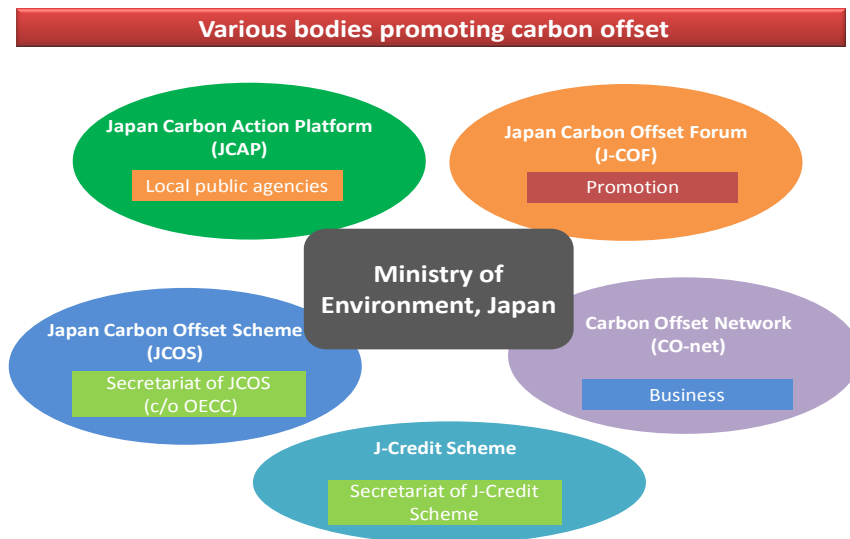 Various bodies promoting carbon offset
Japan Carbon Action Platform
(JCAP)
Local public agencies
Japan Carbon Offset Forum
(J-COF)
Promotion
Ministry of
Environment, Japan
Japan Carbon Offset Scheme
(JCOS)
Secretariat of JCOS
(c/o OECC)
Carbon Offset Network
(CO-net)
Business
J-Credit Scheme
Secretariat of J-Credit
Scheme